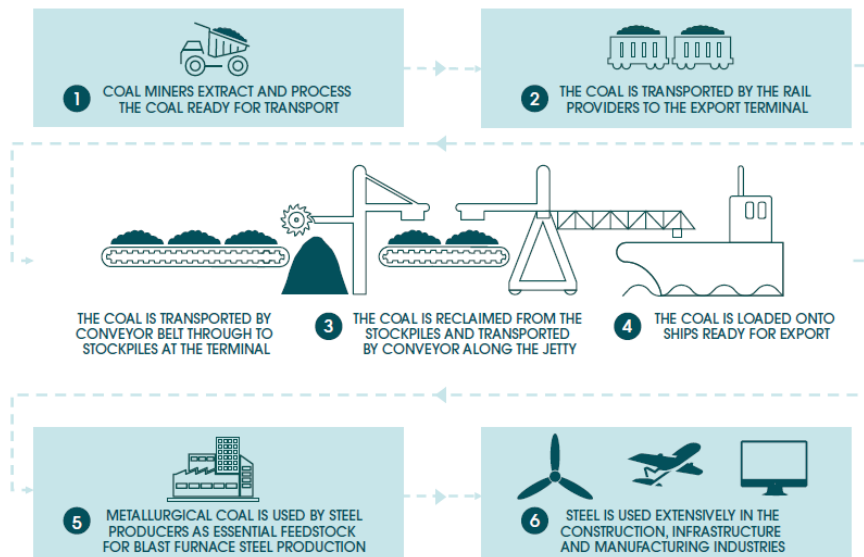 1 COAL MINERS EXTRACT AND PROCESS
THE COAL READY FOR TRANSPORT
2 THE COAL IS TRANSPORTED BY THE RAIL
PROVIDERS TO THE EXPORT TERMINAL
THE COAL IS TRANSPORTED BY
CONVEYOR BELT THROUGH TO
STOCKPILES AT THE TERMINAL
3 THE COAL IS RECLAIMED FROM THE
STOCKPILES AND TRANSPORTED
BY CONVEYOR ALONG THE JETTY
4 THE COAL IS LOADED ONTO
SHIPS READY FOR EXPORT
5 METALLURGICAL COAL IS USED BY STEEL
PRODUCERS AS ESSENTIAL FEEDSTOCK
FOR BLAST FURNACE STEEL PRODUCTION
6 STEEL IS USED EXTENSIVELY IN THE
CONSTRUCTION, INFRASTRUCTURE
AND MANUFACTURING INDUSTRIES